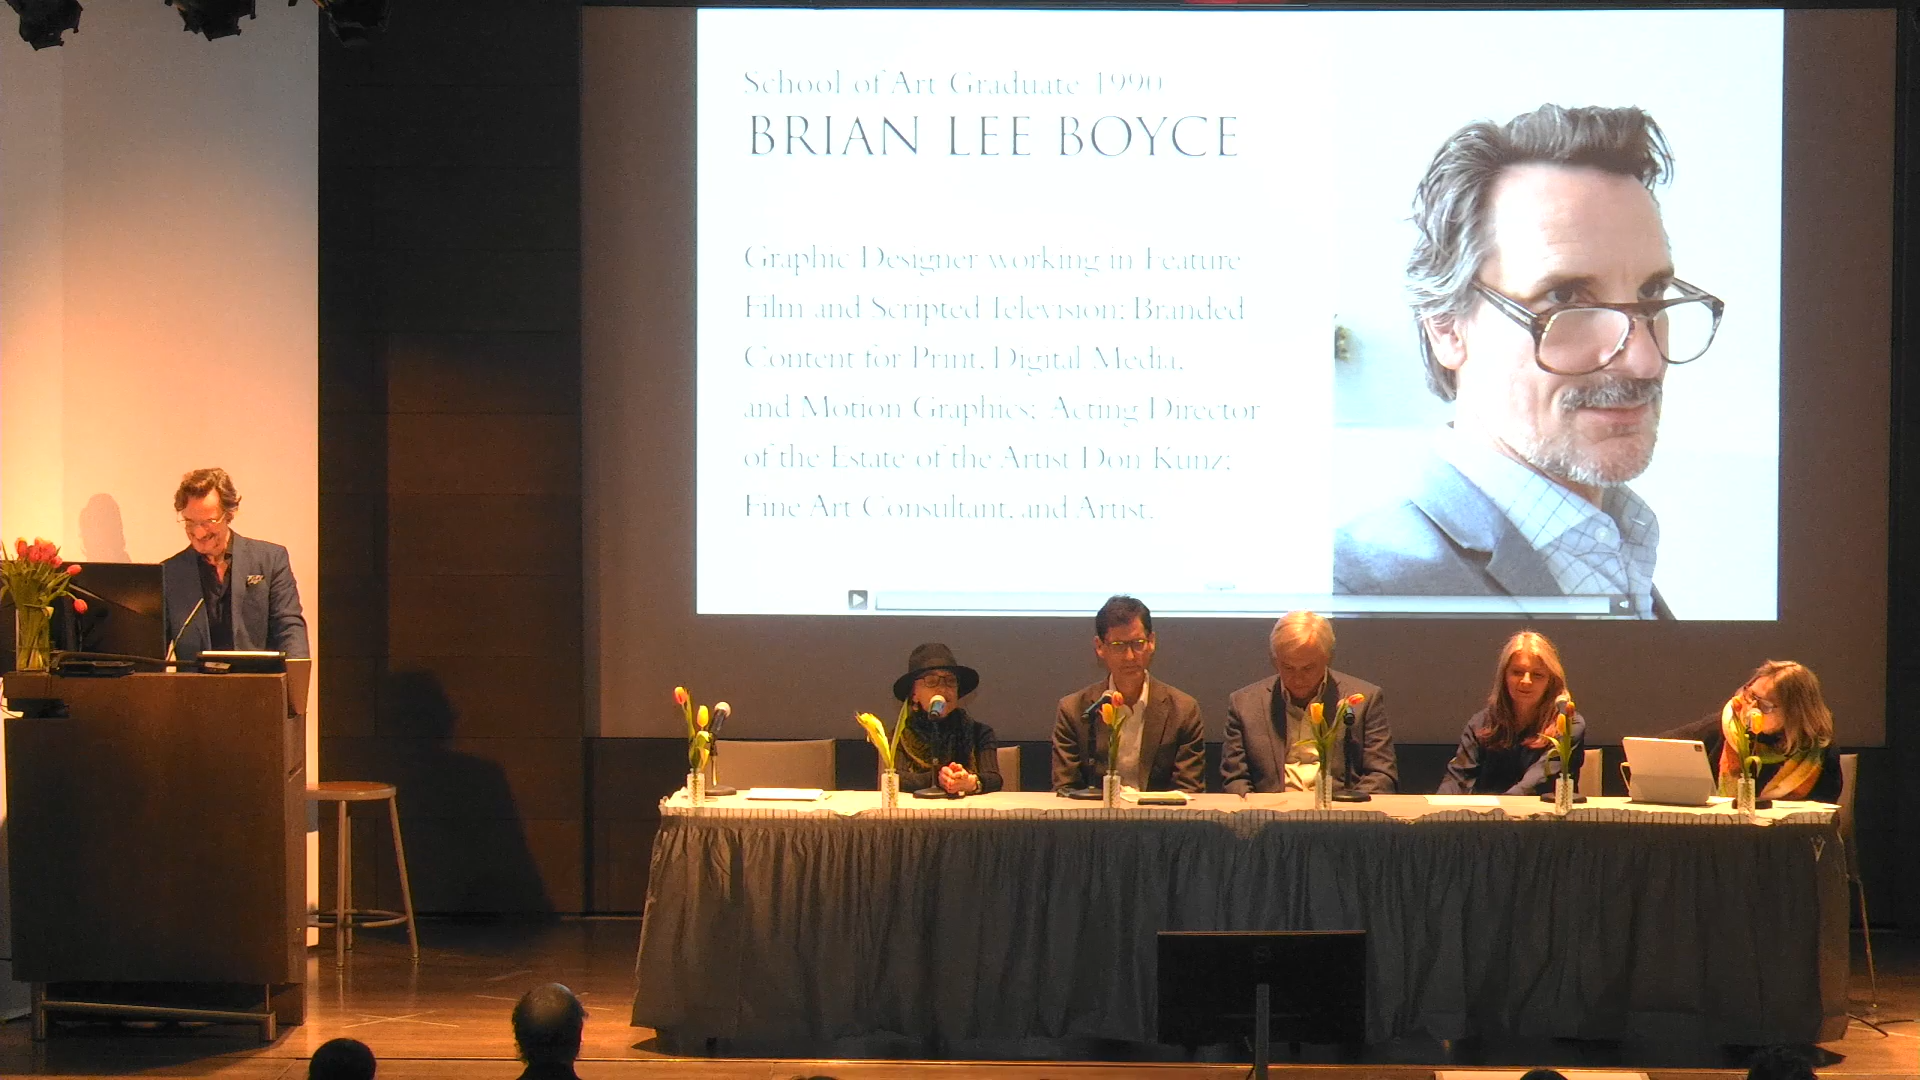 School of Art Graduate 1990
BRIAN LEE BOYCE
Graphic Designer working in Feature
Film and Scripted Television; Branded
Content for Print, Digital Media,
and Motion Graphics; Acting Director
of the Estate of the Artist Don Kunz;
Fine Art Consultant, and Artist.